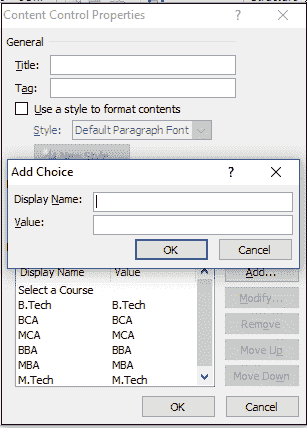 Content Control Properties ? ×
General
Title:
Tag:
Use a style to format contents
Style: Default Paragraph Font
New Style...
Add Choice ? ×
Display Name:
Value:
OK Cancel
Display Name Value
Add...
Select a Course
B.Tech B.Tech
Modify...
BCA BCA
MCA MCA
Remove
BBA BBA
Move Up
MBA MBA
M.Tech M.Tech
Move Down
OK Cancel